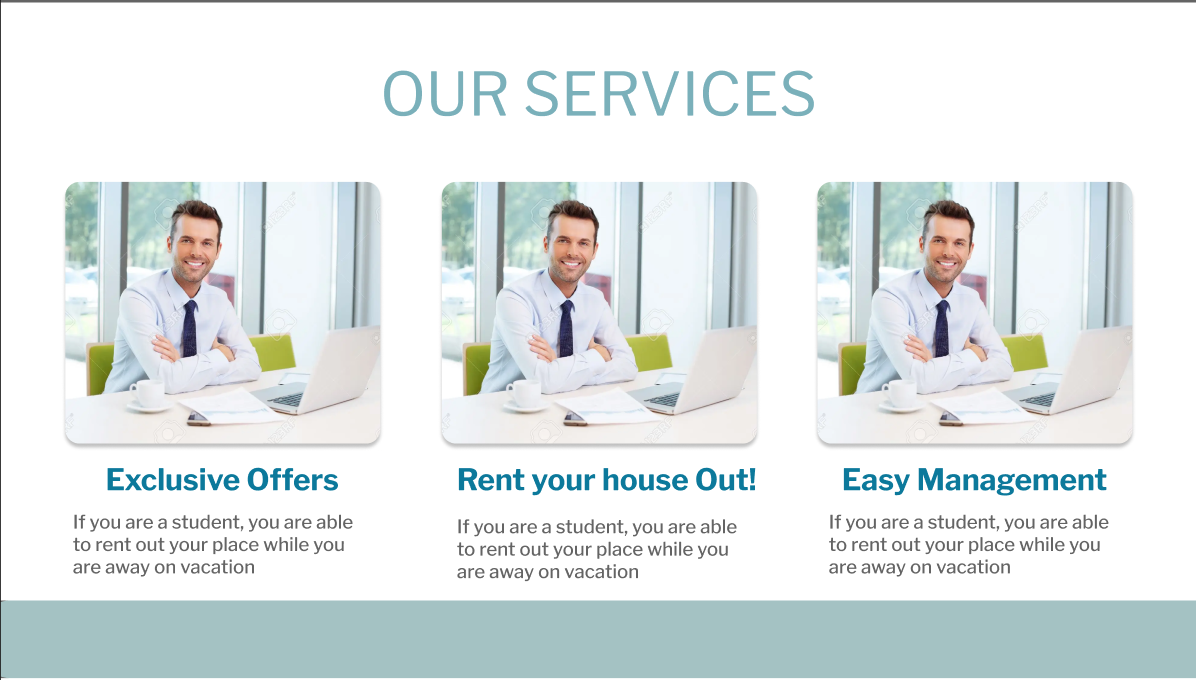 OUR SERVICES
Exclusive Offers
If you are a student, you are able
to rent out your place while you
are away on vacation
Rent your house Out!
If you are a student, you are able
to rent out your place while you
are away on vacation
Easy Management
If you are a student, you are able
to rent out your place while you
are away on vacation